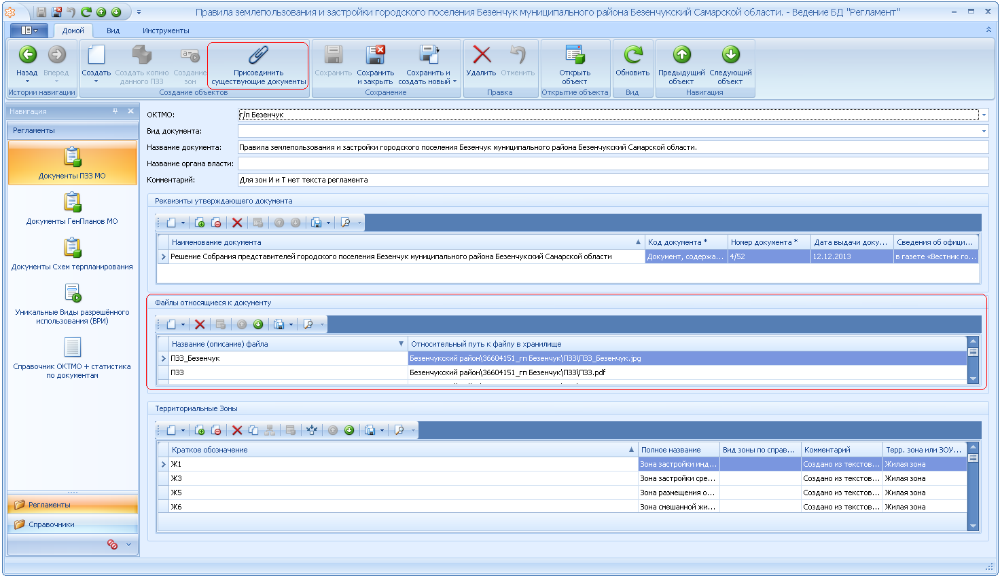 Правила землепользования и застройки городского поселения Безенчук муниципального района Безенчукский Самарской области. - Ведение БД "Регламент"
Домой Вид Инструменты
Назад Вперед Создать Создать копию данного ПЗЗ Создание зон Присоединить существующие документы Сохранить Сохранить и закрыть Сохранить и создать новый Удалить Отменить Открыть объект Обновить Предыдущий объект Следующий объект
Истории навигации Создание объектов Сохранение Правка Открытие объекта Вид Навигация
Навигация
Регламенты
Документы ПЗЗ МО
Документы ГенПланов МО
Документы Схем терпланирования
Уникальные Виды разрешённого
использования (ВРИ)
Справочник ОКТМО + статистика
по документам
Регламенты
Справочники
ОКТМО: г/п Безенчук
Вид документа:
Название документа: Правила землепользования и застройки городского поселения Безенчук муниципального района Безенчукский Самарской области.
Название органа власти:
Комментарий: Для зон И и Т нет текста регламента
Реквизиты утверждающего документа
Наименование документа Код документа * Номер документа * Дата выдачи доку... Сведения об офици...
Решение Собрания представителей городского поселения Безенчук муниципального района Безенчукский Самарской области Документ, содержа... 4/52 12.12.2013 в газете «Вестник го...
Файлы относящиеся к документу
Название (описание) файла Относительный путь к файлу в хранилище
ПЗЗ_Безенчук Безенчукский район\36604151_гп Безенчук\ПЗЗ\ПЗЗ_Безенчук.jpg
ПЗЗ Безенчукский район\36604151_гп Безенчук\ПЗЗ\ПЗЗ.pdf
Территориальные Зоны
Краткое обозначение Полное название Вид зоны по справ... Комментарий Терр. зона или ЗОУ...
Ж1 Зона застройки инд... Создано из текстов... Жилая зона
Ж3 Зона застройки сре... Создано из текстов... Жилая зона
Ж5 Зона размещения о... Создано из текстов... Жилая зона
Ж6 Зона смешанной жи... Создано из текстов... Жилая зона